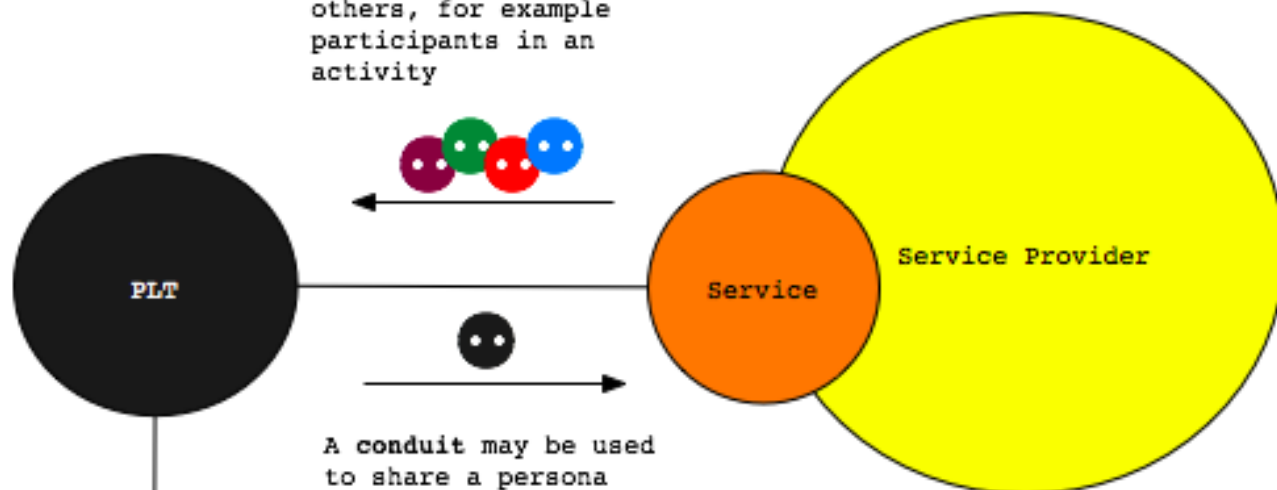 others, for example
participants in an
activity
PLT
Service
Service Provider
A conduit may be used
to share a persona